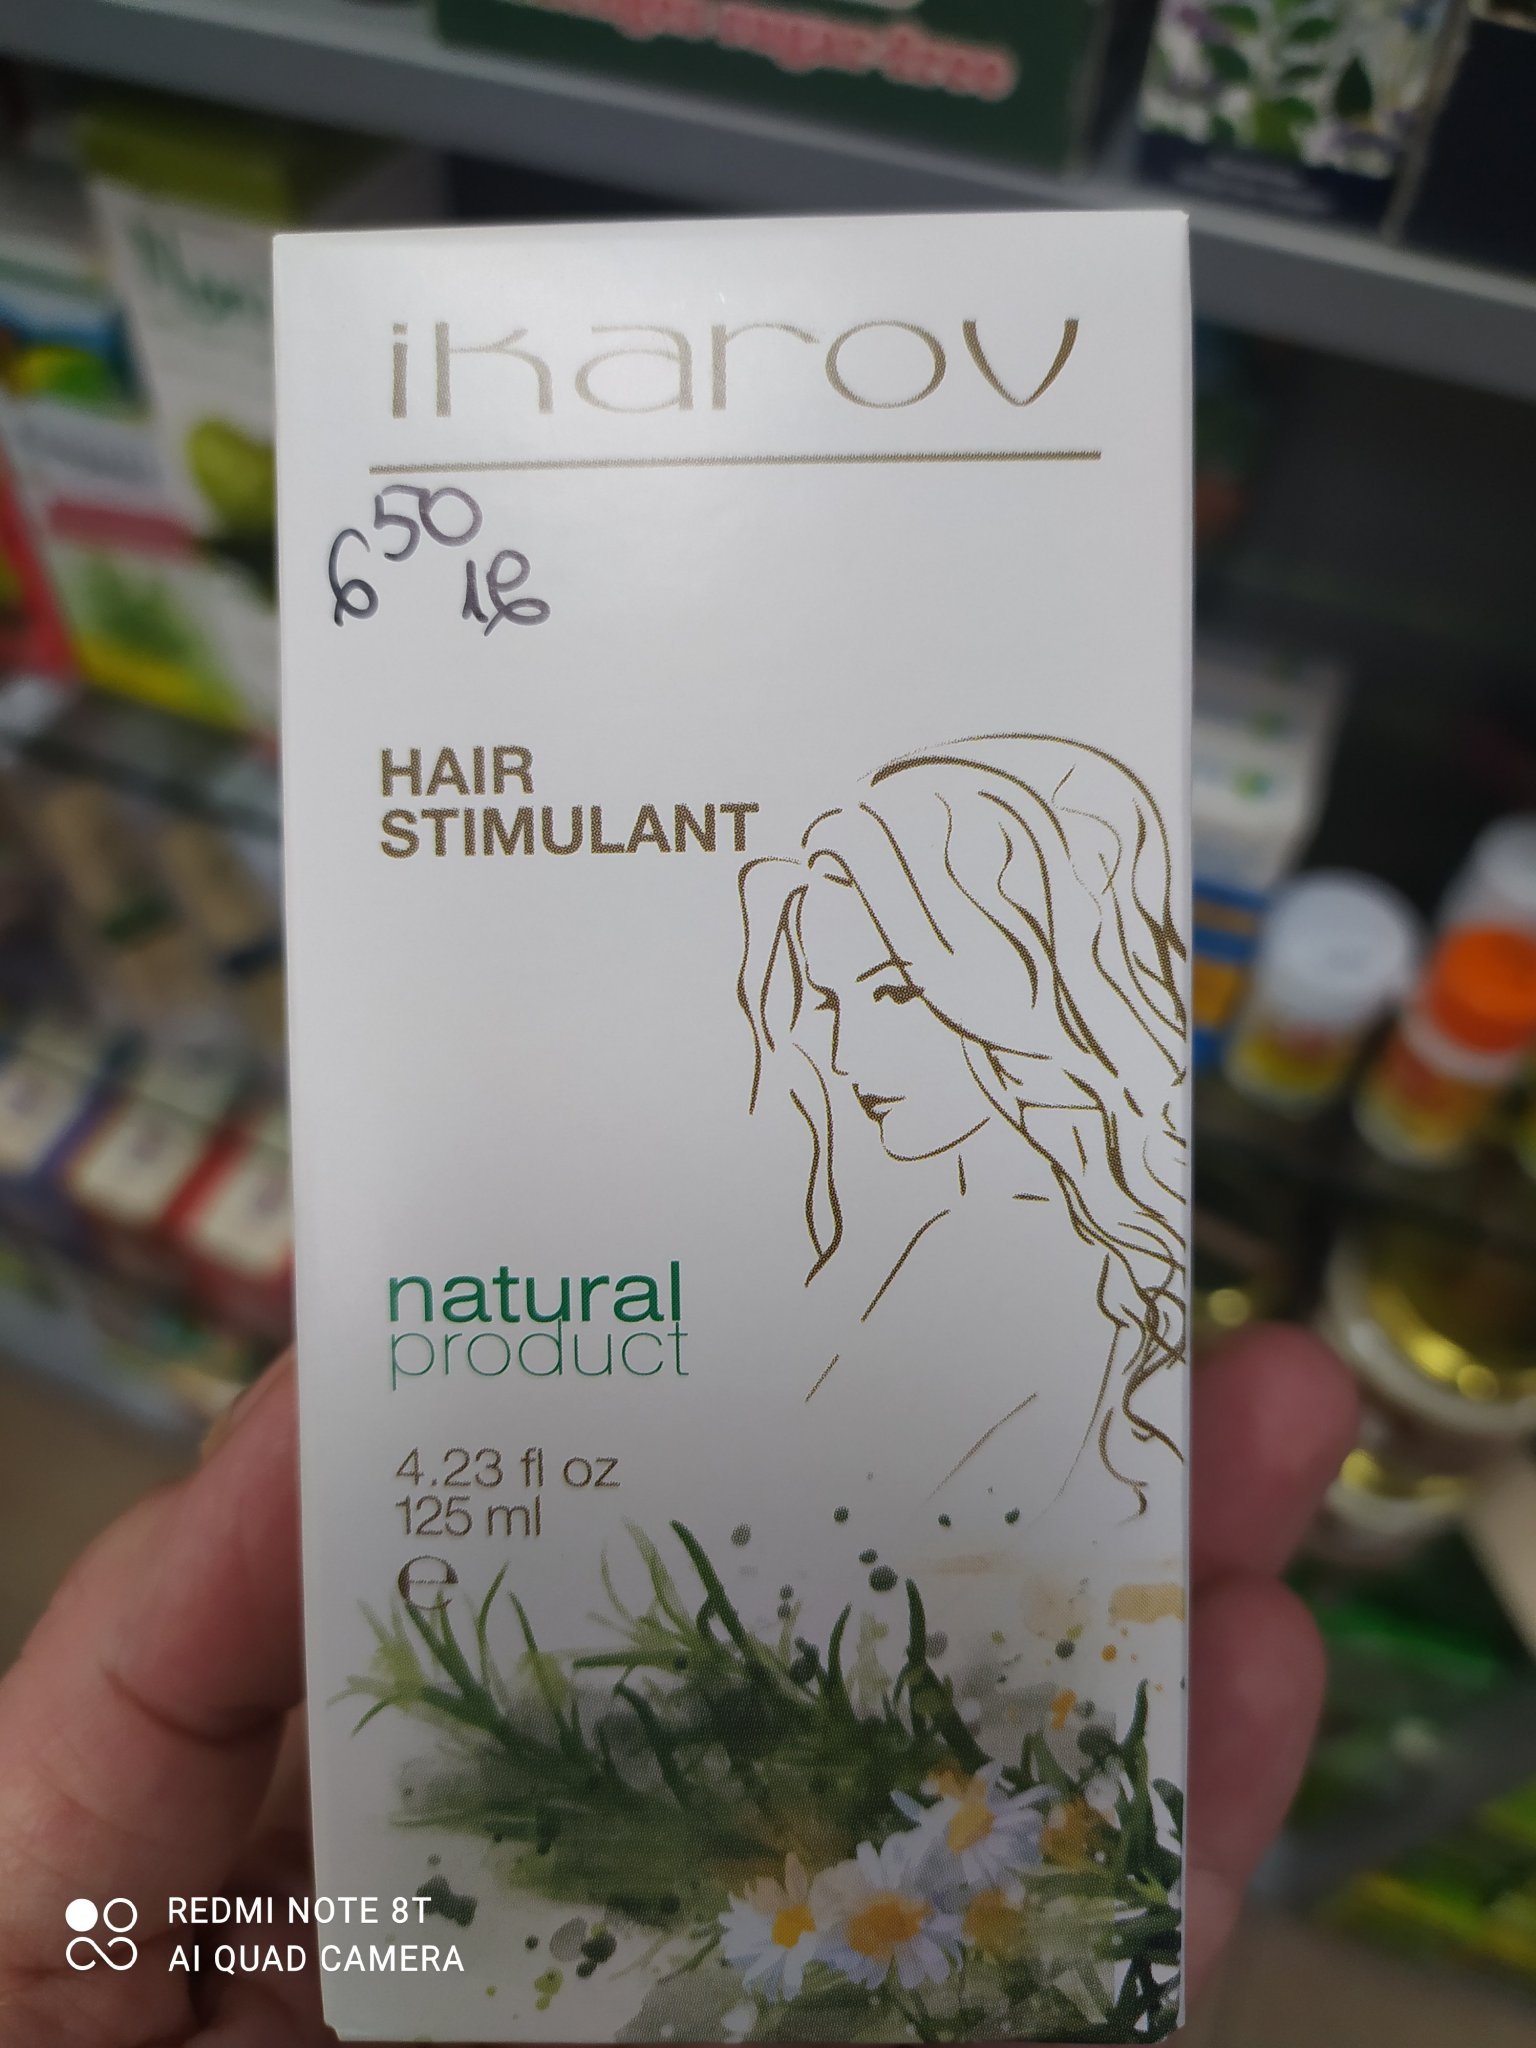 ikarov
6 50 лв
HAIR
STIMULANT
natural
product
4.23 fl oz
125 ml
e
REDMI NOTE 8T
AI QUAD CAMERA